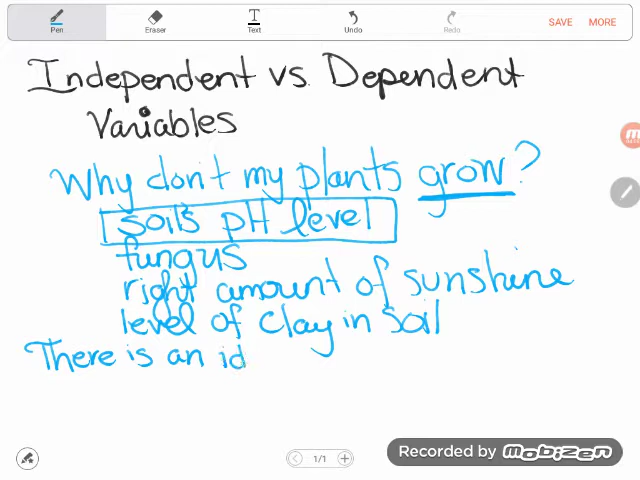 Pen Eraser Text Undo Redo SAVE MORE
Independent vs. Dependent
Variables
Why don't my plants grow?
soil's pH level
fungus
right amount of sunshine
level of clay in soil
There is an id
1/1
Recorded by mobizen